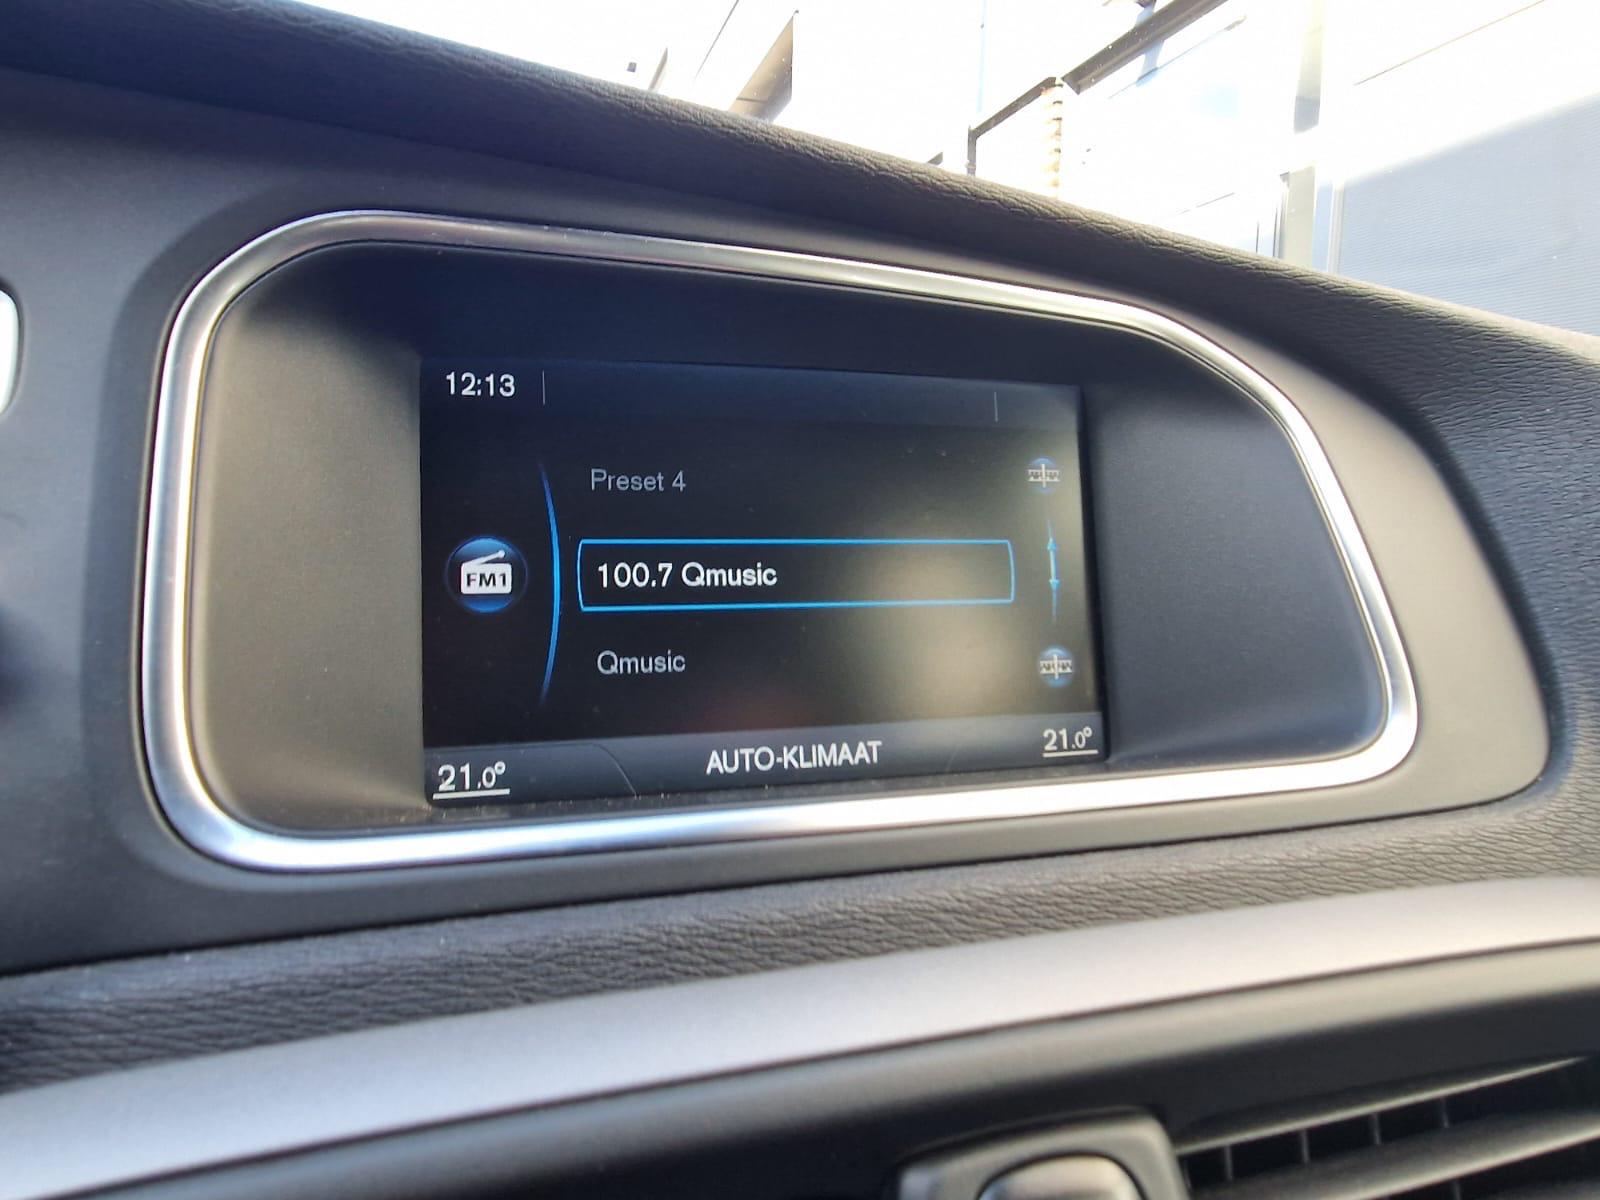 12:13
Preset 4
FM1
100.7 Qmusic
Qmusic
21.0°
AUTO-KLIMAAT
21.0°